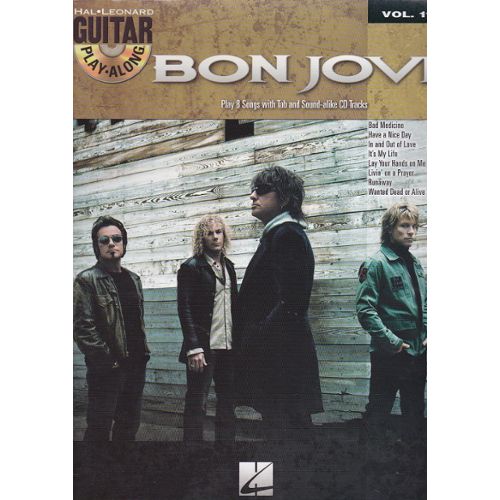 HAL•LEONARD
GUITAR
PLAY-ALONG
VOL. 1
BON JOVI
Play 8 Songs with Tab and Sound-alike CD Tracks
Bad Medicine
Have a Nice Day
In and Out of Love
It's My Life
Lay Your Hands on Me
Livin' on a Prayer
Runaway
Wanted Dead or Alive